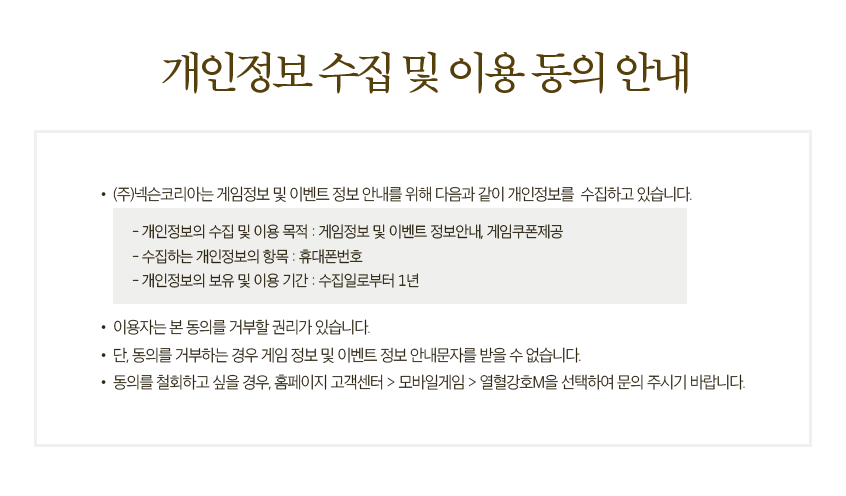 개인정보 수집 및 이용 동의 안내
• (주)넥슨코리아는 게임정보 및 이벤트 정보 안내를 위해 다음과 같이 개인정보를 수집하고 있습니다.
- 개인정보의 수집 및 이용 목적 : 게임정보 및 이벤트 정보안내, 게임쿠폰제공
- 수집하는 개인정보의 항목 : 휴대폰번호
- 개인정보의 보유 및 이용 기간 : 수집일로부터 1년
• 이용자는 본 동의를 거부할 권리가 있습니다.
• 단, 동의를 거부하는 경우 게임 정보 및 이벤트 정보 안내문자를 받을 수 없습니다.
• 동의를 철회하고 싶을 경우, 홈페이지 고객센터 > 모바일게임 > 열혈강호M을 선택하여 문의 주시기 바랍니다.